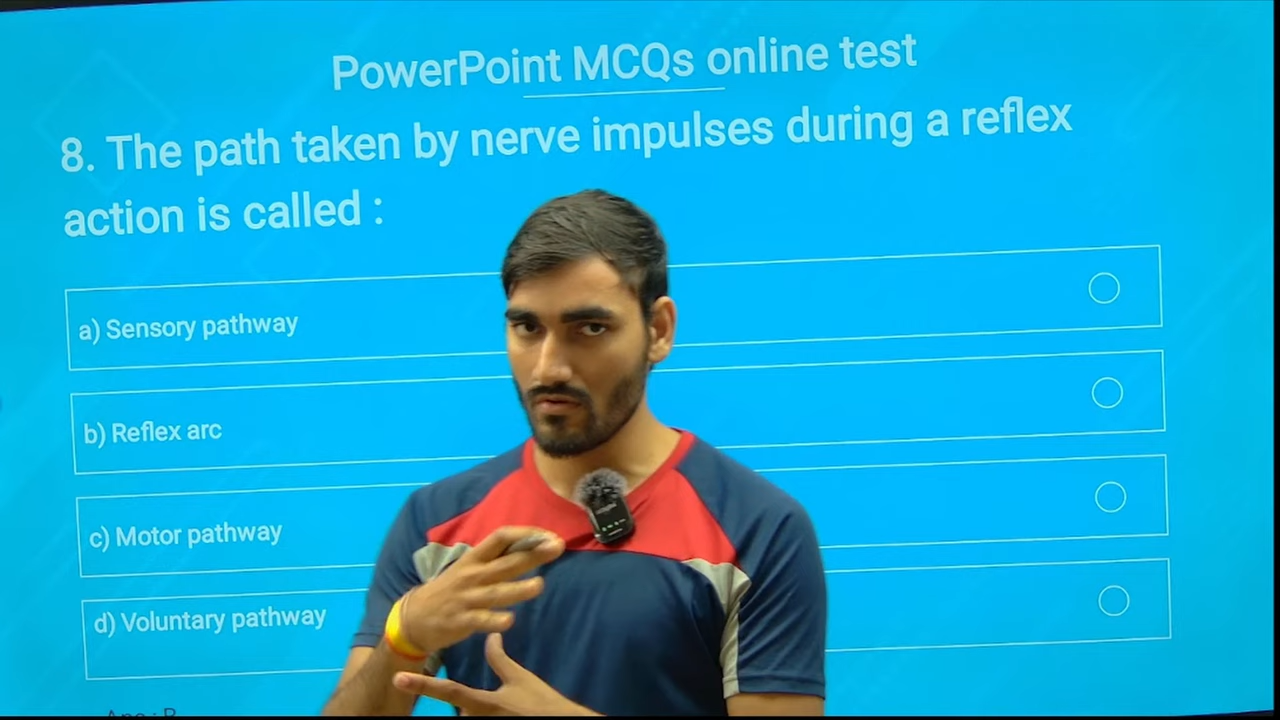 PowerPoint MCQs online test
8. The path taken by nerve impulses during a reflex
action is called :
a) Sensory pathway
b) Reflex arc
c) Motor pathway
d) Voluntary pathway